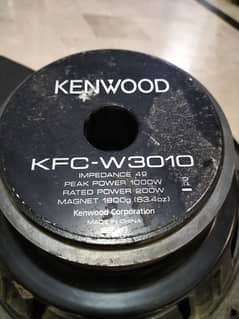 KENWOOD
KFC-W3010
IMPEDANCE 4Ω
PEAK POWER 1000W
RATED POWER 200W
MAGNET 1800g (63.4oz)
Kenwood Corporation
MADE IN CHINA